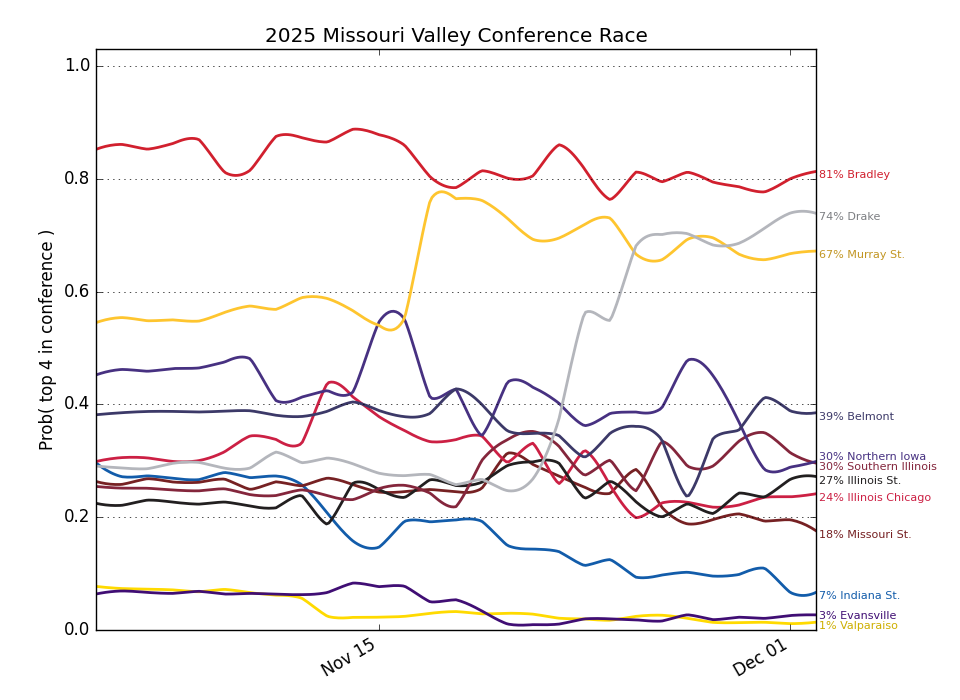 2025 Missouri Valley Conference Race
Prob( top 4 in conference )
1.0
0.8
0.6
0.4
0.2
0.0
Nov 15
Dec 01
81% Bradley
74% Drake
67% Murray St.
39% Belmont
30% Northern Iowa
30% Southern Illinois
27% Illinois St.
24% Illinois Chicago
18% Missouri St.
7% Indiana St.
3% Evansville
1% Valparaiso